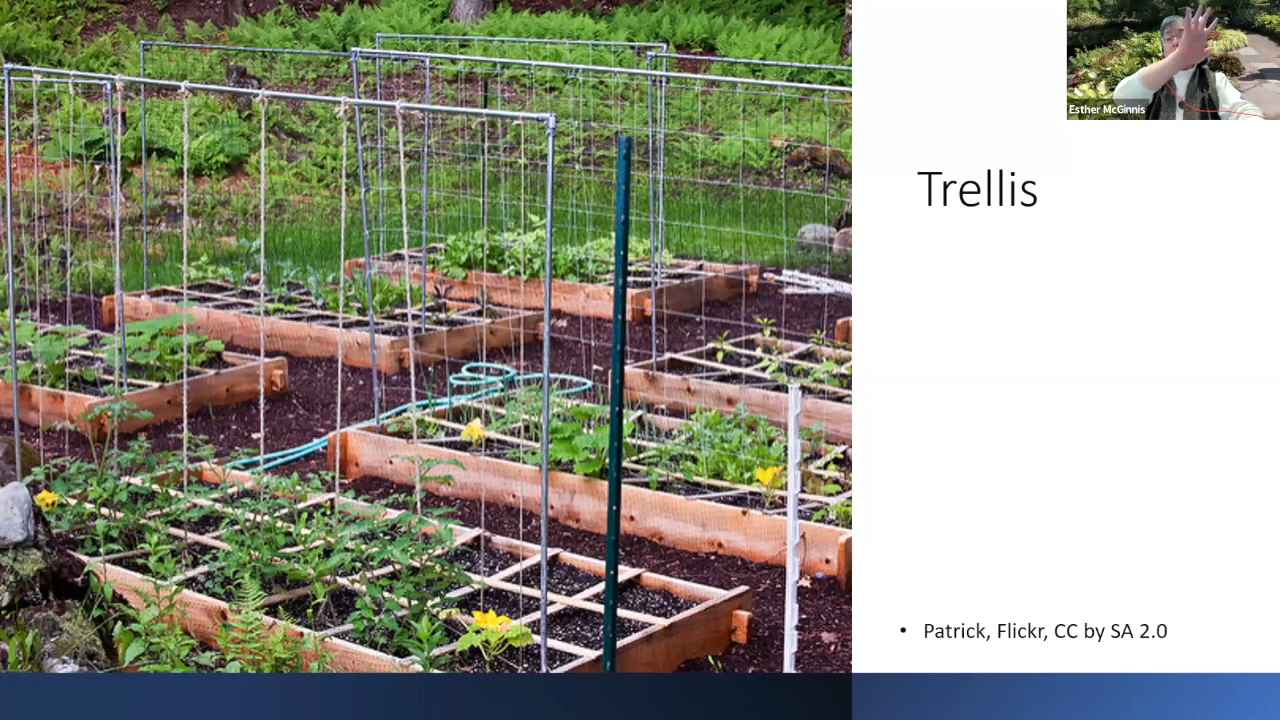 Esther McGinnis
Trellis
• Patrick, Flickr, CC by SA 2.0